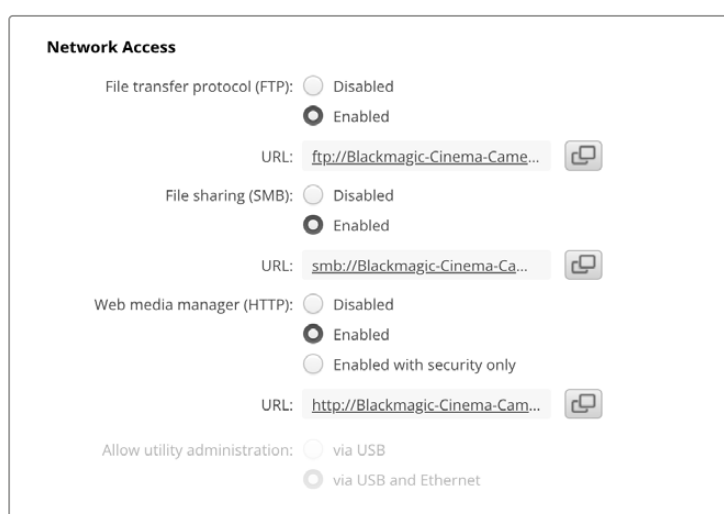 Network Access
File transfer protocol (FTP): Disabled
Enabled
URL: ftp://Blackmagic-Cinema-Came...
File sharing (SMB): Disabled
Enabled
URL: smb://Blackmagic-Cinema-Ca...
Web media manager (HTTP): Disabled
Enabled
Enabled with security only
URL: http://Blackmagic-Cinema-Cam...
Allow utility administration: via USB
via USB and Ethernet